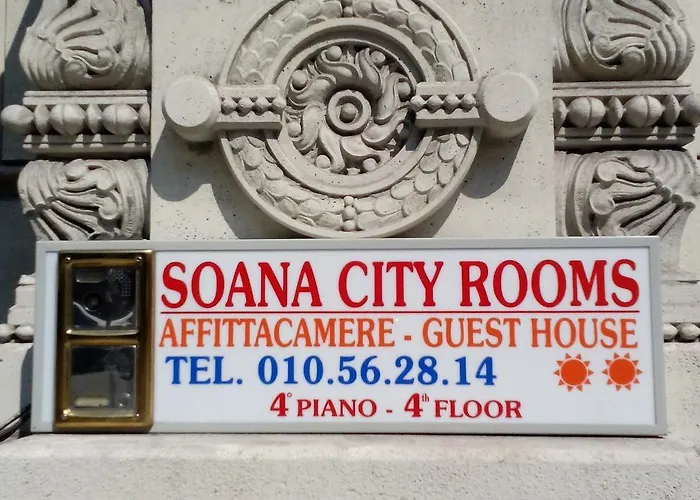 SOANA CITY ROOMS
AFFITTACAMERE - GUEST HOUSE
TEL. 010.56.28.14
4° PIANO - 4th FLOOR